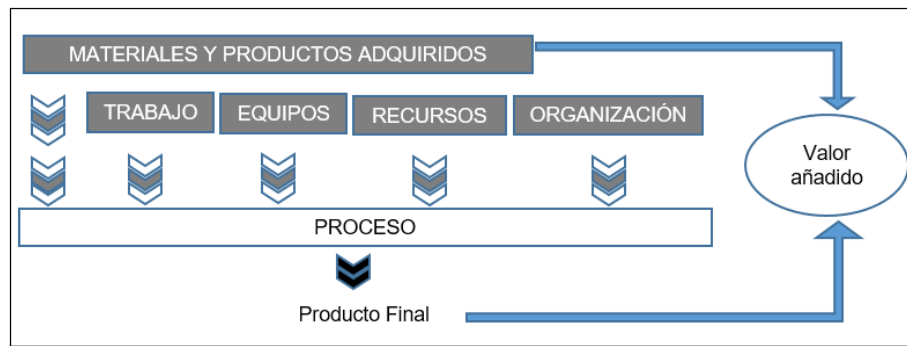 MATERIALES Y PRODUCTOS ADQUIRIDOS
TRABAJO
EQUIPOS
RECURSOS
ORGANIZACIÓN
Valor
añadido
PROCESO
Producto Final